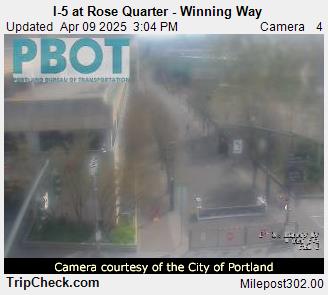 I-5 at Rose Quarter - Winning Way
Updated Apr 09 2025 3:04 PM Camera 4
PBOT
PORTLAND BUREAU OF TRANSPORTATION
Camera courtesy of the City of Portland
TripCheck.com Milepost302.00